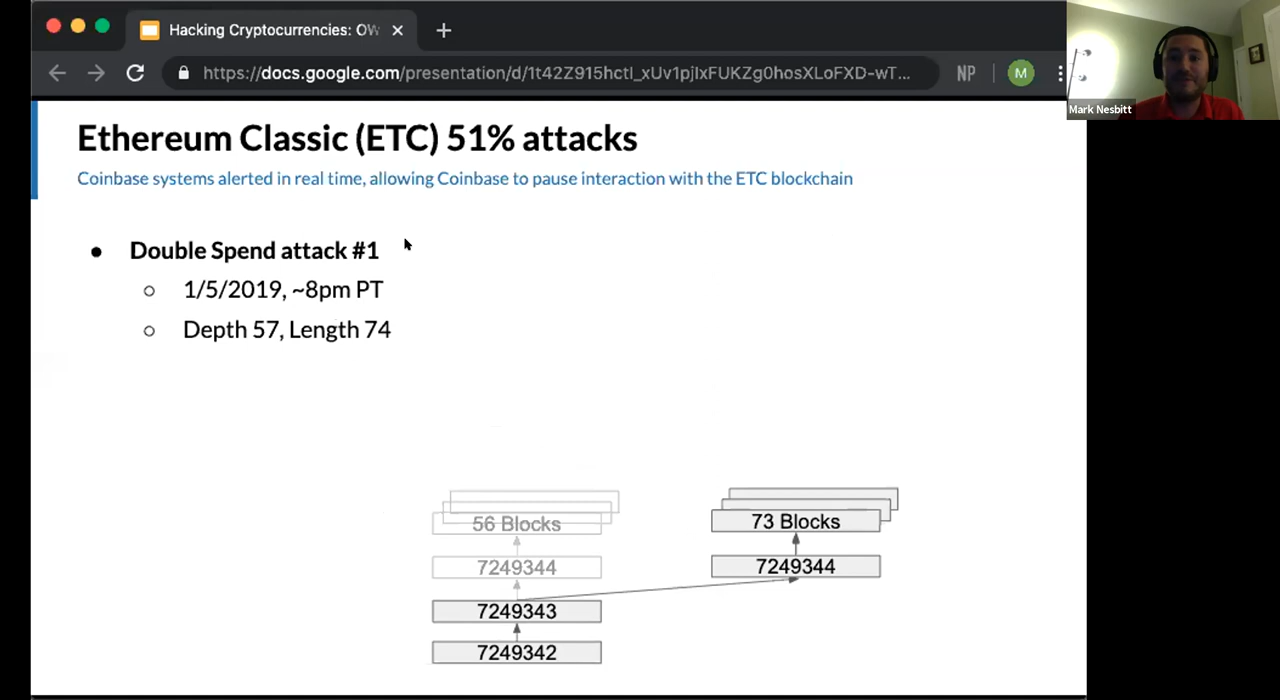 Hacking Cryptocurrencies: OW
https://docs.google.com/presentation/d/1t42Z915hctI_xUv1pjIxFUKZg0hosXLoFXD-wT...
NP
M
Mark Nesbitt
Ethereum Classic (ETC) 51% attacks
Coinbase systems alerted in real time, allowing Coinbase to pause interaction with the ETC blockchain
Double Spend attack #1
1/5/2019, ~8pm PT
Depth 57, Length 74
56 Blocks
73 Blocks
7249344
7249344
7249343
7249342